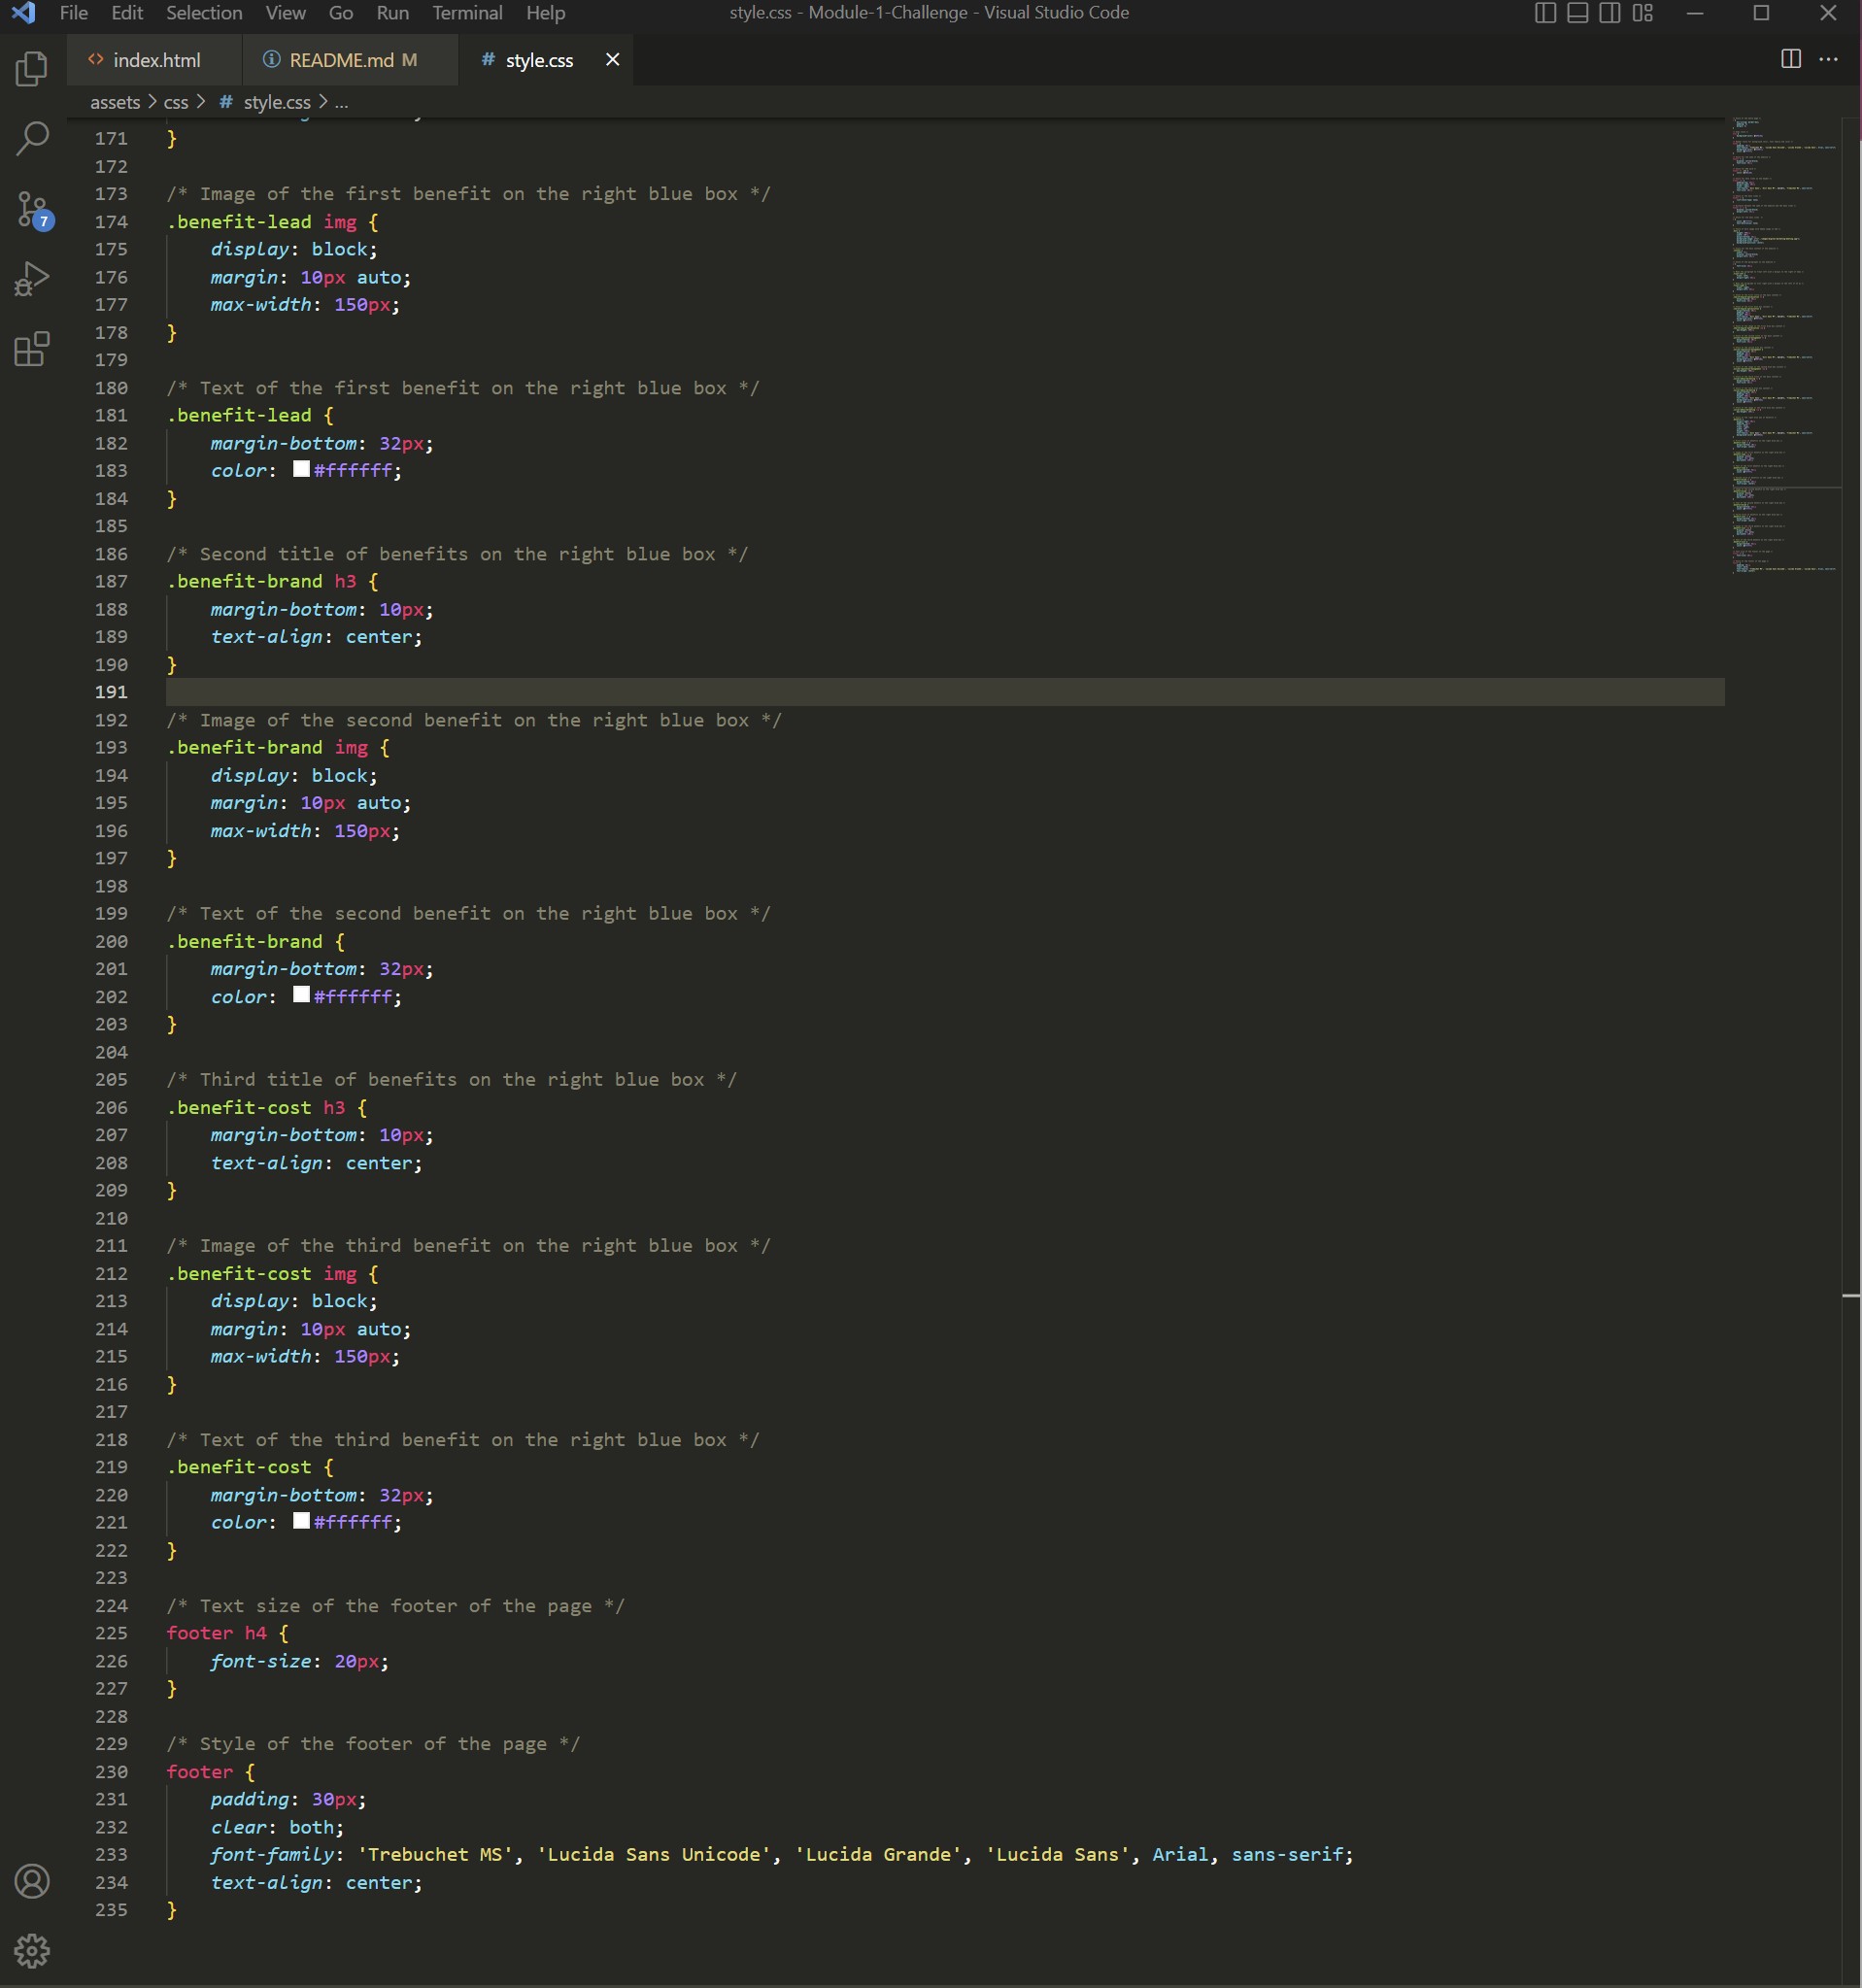 File Edit Selection View Go Run Terminal Help style.css - Module-1-Challenge - Visual Studio Code
index.html README.md M # style.css
assets > css > # style.css > ...
7
171 }
172
173 /* Image of the first benefit on the right blue box */
174 .benefit-lead img {
175 display: block;
176 margin: 10px auto;
177 max-width: 150px;
178 }
179
180 /* Text of the first benefit on the right blue box */
181 .benefit-lead {
182 margin-bottom: 32px;
183 color: #ffffff;
184 }
185
186 /* Second title of benefits on the right blue box */
187 .benefit-brand h3 {
188 margin-bottom: 10px;
189 text-align: center;
190 }
191
192 /* Image of the second benefit on the right blue box */
193 .benefit-brand img {
194 display: block;
195 margin: 10px auto;
196 max-width: 150px;
197 }
198
199 /* Text of the second benefit on the right blue box */
200 .benefit-brand {
201 margin-bottom: 32px;
202 color: #ffffff;
203 }
204
205 /* Third title of benefits on the right blue box */
206 .benefit-cost h3 {
207 margin-bottom: 10px;
208 text-align: center;
209 }
210
211 /* Image of the third benefit on the right blue box */
212 .benefit-cost img {
213 display: block;
214 margin: 10px auto;
215 max-width: 150px;
216 }
217
218 /* Text of the third benefit on the right blue box */
219 .benefit-cost {
220 margin-bottom: 32px;
221 color: #ffffff;
222 }
223
224 /* Text size of the footer of the page */
225 footer h4 {
226 font-size: 20px;
227 }
228
229 /* Style of the footer of the page */
230 footer {
231 padding: 30px;
232 clear: both;
233 font-family: 'Trebuchet MS', 'Lucida Sans Unicode', 'Lucida Grande', 'Lucida Sans', Arial, sans-serif;
234 text-align: center;
235 }